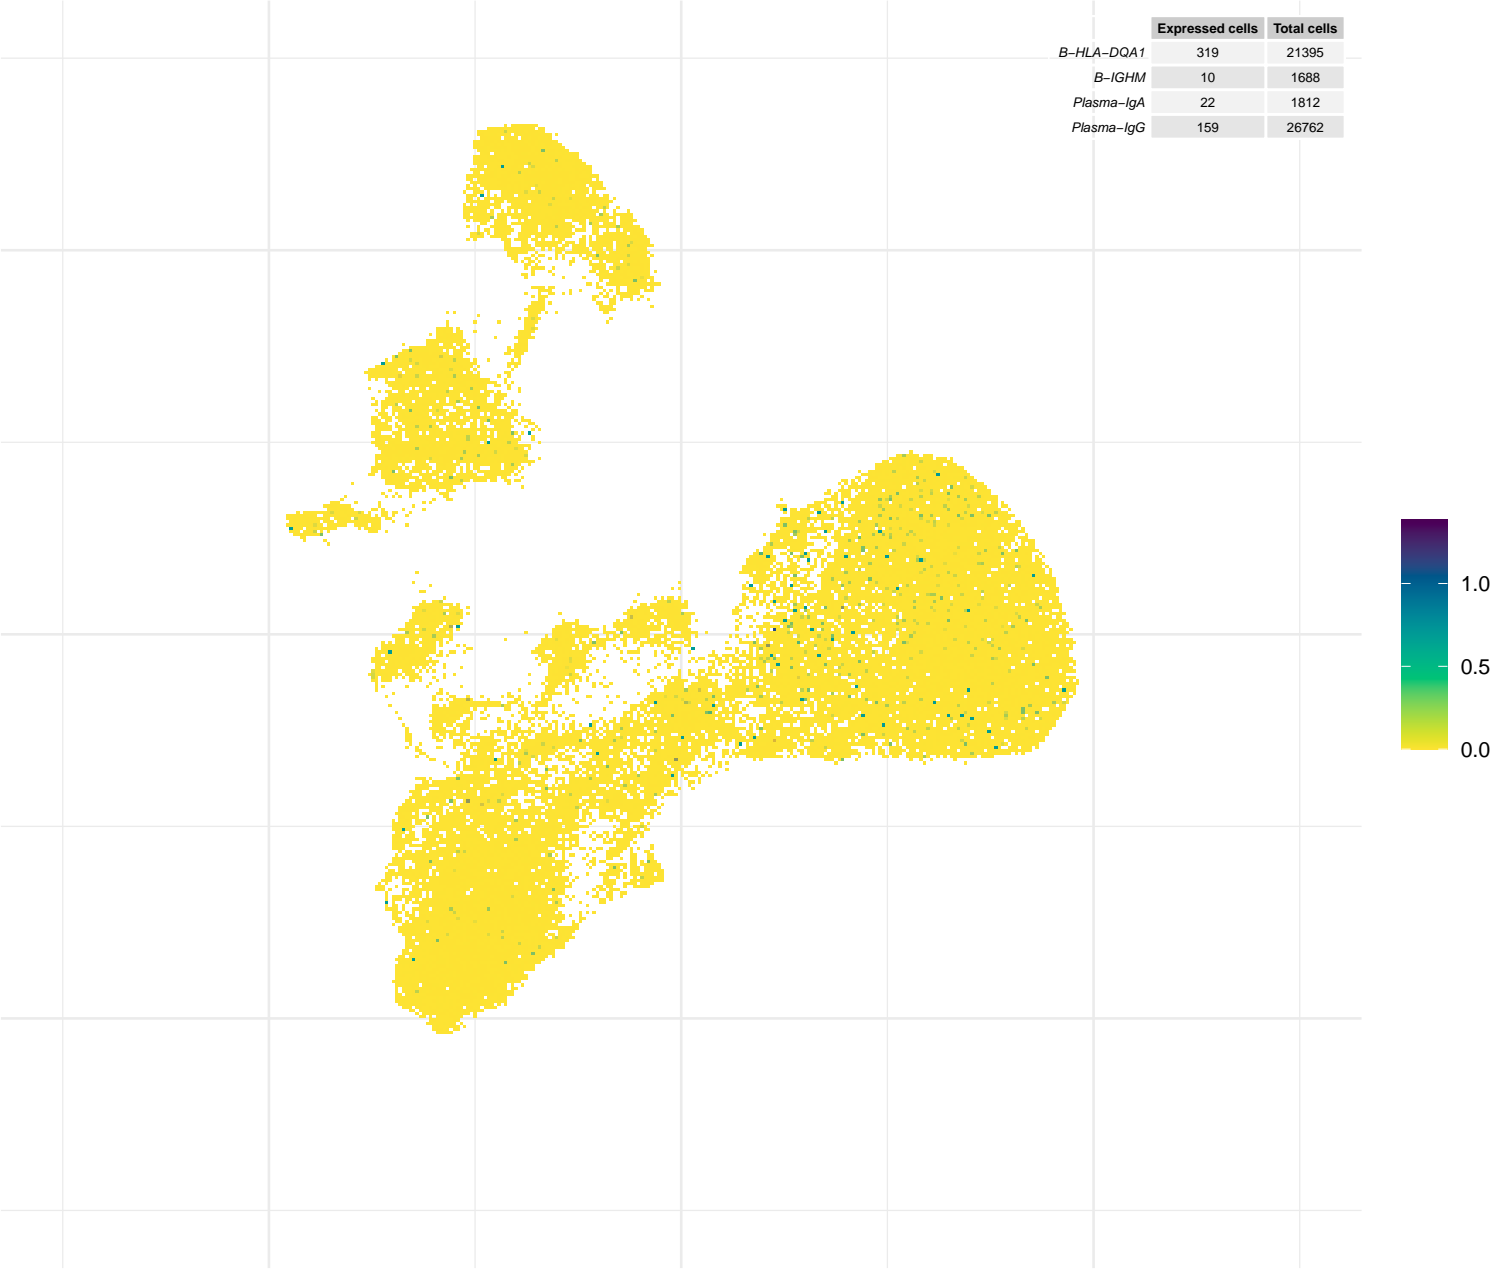 Expressed cells Total cells
B−HLA−DQA1 319 21395
B−IGHM 10 1688
Plasma−IgA 22 1812
Plasma−IgG 159 26762
1.0
0.5
0.0